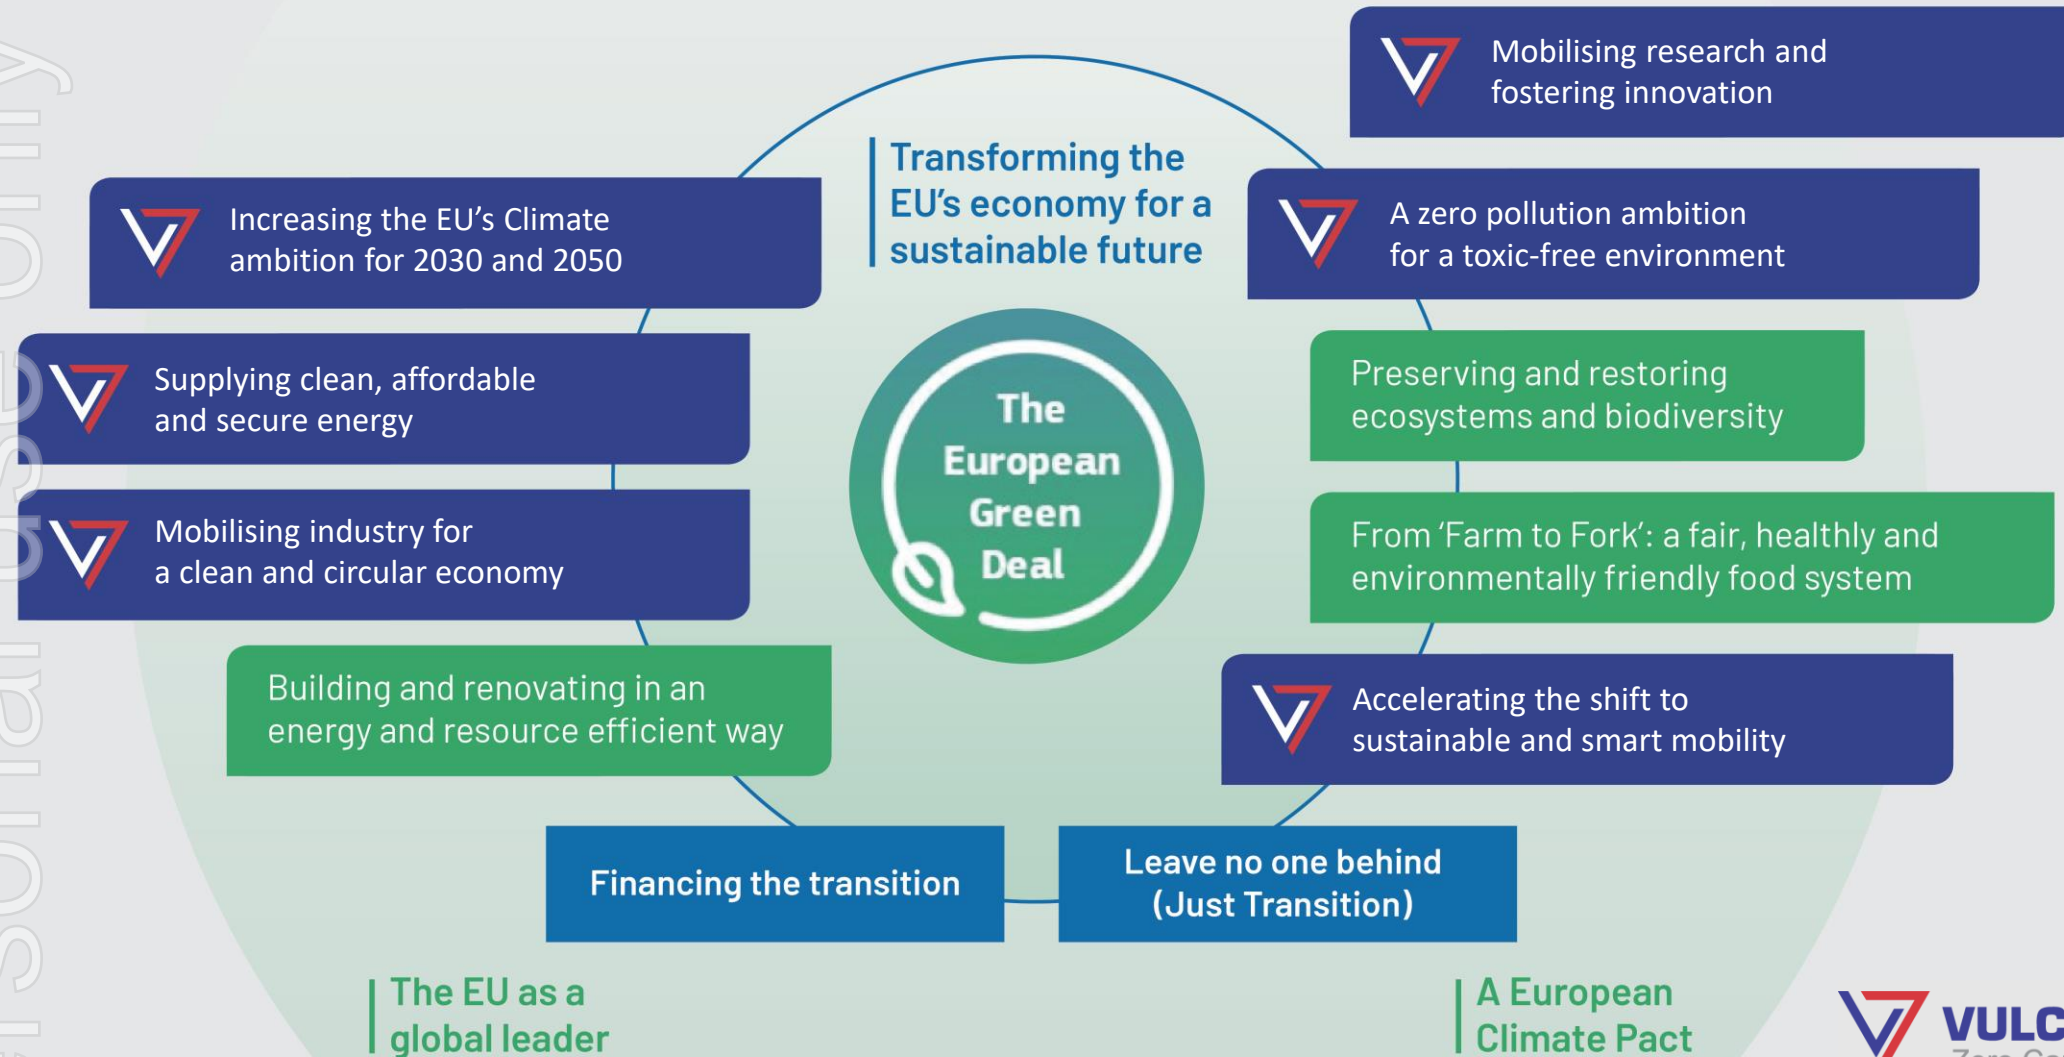 Mobilising research and
fostering innovation
Transforming the
EU's economy for a
sustainable future
Increasing the EU's Climate
ambition for 2030 and 2050
A zero pollution ambition
for a toxic-free environment
Supplying clean, affordable
and secure energy
Preserving and restoring
ecosystems and biodiversity
The
European
Green
Deal
Mobilising industry for
a clean and circular economy
From 'Farm to Fork': a fair, healthly and
environmentally friendly food system
Building and renovating in an
energy and resource efficient way
Accelerating the shift to
sustainable and smart mobility
Financing the transition
Leave no one behind
(Just Transition)
The EU as a
global leader
A European
Climate Pact
VULC
use only